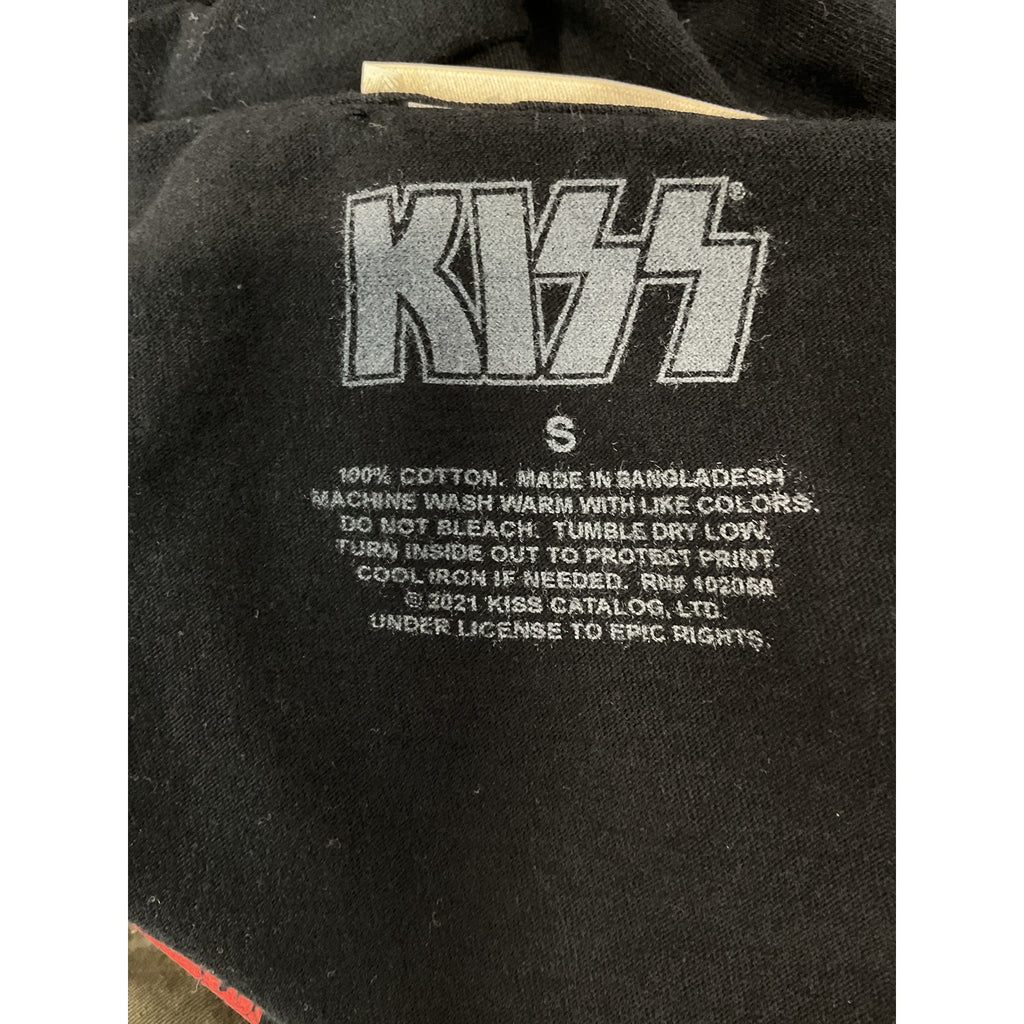 KISS®
S
100% COTTON. MADE IN BANGLADESH
MACHINE WASH WARM WITH LIKE COLORS.
DO NOT BLEACH. TUMBLE DRY LOW.
TURN INSIDE OUT TO PROTECT PRINT.
COOL IRON IF NEEDED. RN# 102060
© 2021 KISS CATALOG, LTD.
UNDER LICENSE TO EPIC RIGHTS.